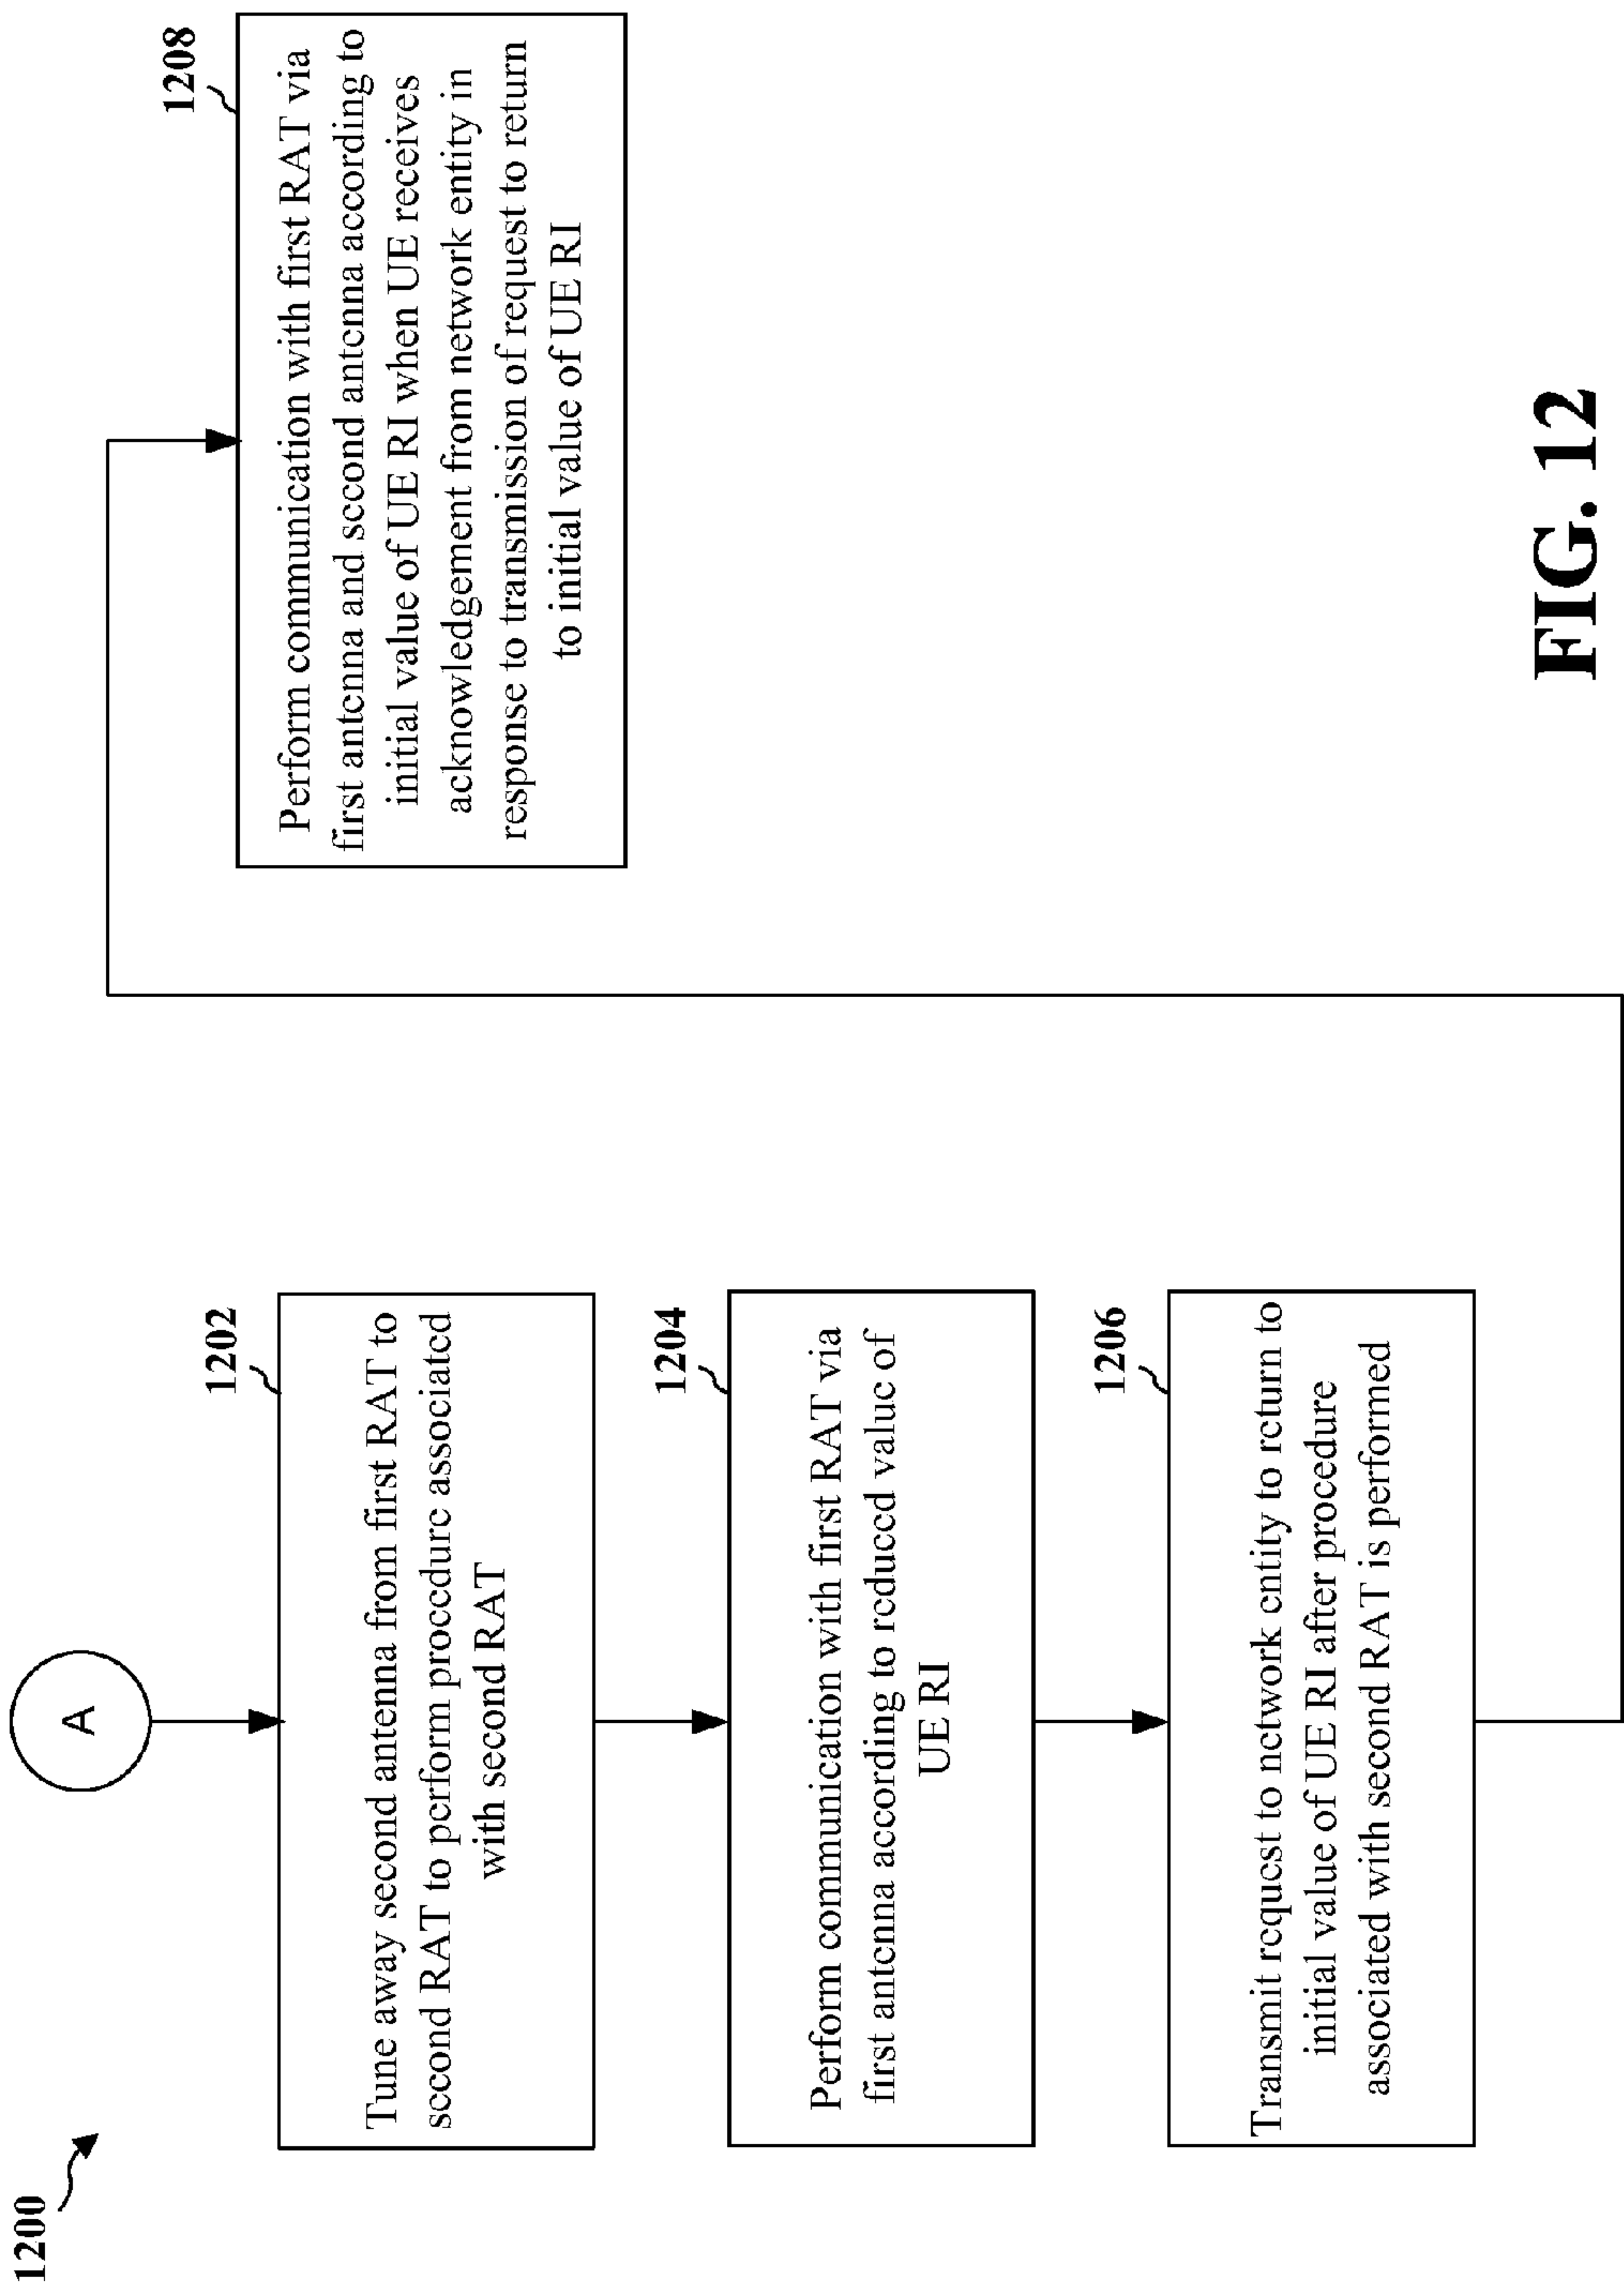 1200
A
1202
Tune away second antenna from first RAT to
second RAT to perform procedure associated
with second RAT
1204
Perform communication with first RAT via
first antenna according to reduced value of
UE RI
1206
Transmit request to network entity to return to
initial value of UE RI after procedure
associated with second RAT is performed
1208
Perform communication with first RAT via
first antenna and second antenna according to
initial value of UE RI when UE receives
acknowledgement from network entity in
response to transmission of request to return
to initial value of UE RI
FIG. 12